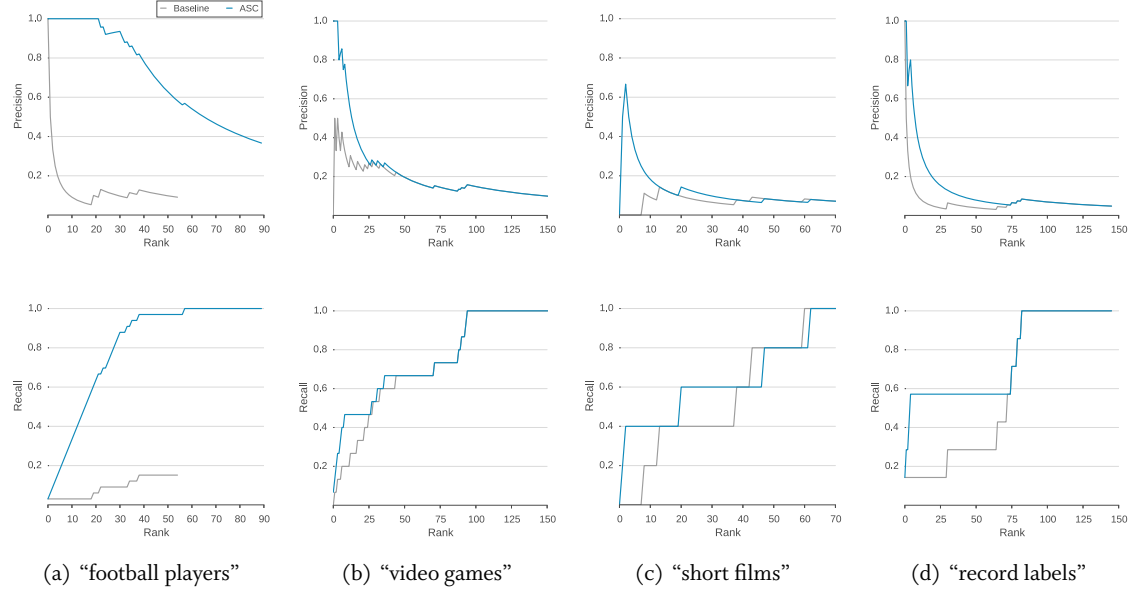 Baseline ASC
1.0
0.8
0.6
0.4
0.2
Precision
0 10 20 30 40 50 60 70 80 90
Rank
1.0
0.8
0.6
0.4
0.2
Precision
0 25 50 75 100 125 150
Rank
1.0
0.8
0.6
0.4
0.2
Precision
0 10 20 30 40 50 60 70
Rank
1.0
0.8
0.6
0.4
0.2
Precision
0 25 50 75 100 125 150
Rank
1.0
0.8
0.6
0.4
0.2
Recall
0 10 20 30 40 50 60 70 80 90
Rank
1.0
0.8
0.6
0.4
0.2
Recall
0 25 50 75 100 125 150
Rank
1.0
0.8
0.6
0.4
0.2
Recall
0 10 20 30 40 50 60 70
Rank
1.0
0.8
0.6
0.4
0.2
Recall
0 25 50 75 100 125 150
Rank
(a) “football players”
(b) “video games”
(c) “short films”
(d) “record labels”